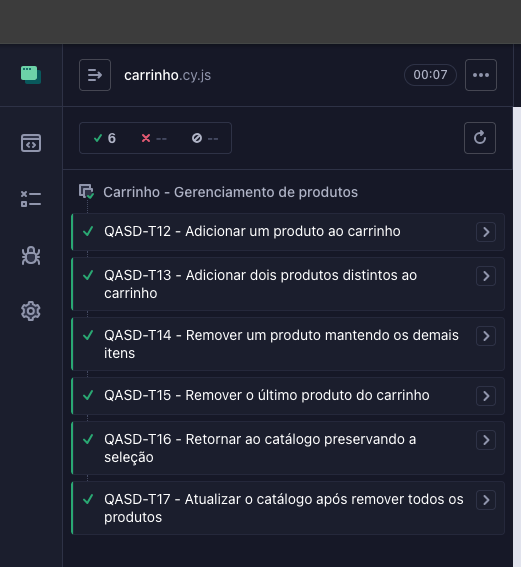 carrinho.cy.js
00:07
6
--
--
Carrinho - Gerenciamento de produtos
QASD-T12 - Adicionar um produto ao carrinho
QASD-T13 - Adicionar dois produtos distintos ao
carrinho
QASD-T14 - Remover um produto mantendo os demais
itens
QASD-T15 - Remover o último produto do carrinho
QASD-T16 - Retornar ao catálogo preservando a
seleção
QASD-T17 - Atualizar o catálogo após remover todos os
produtos